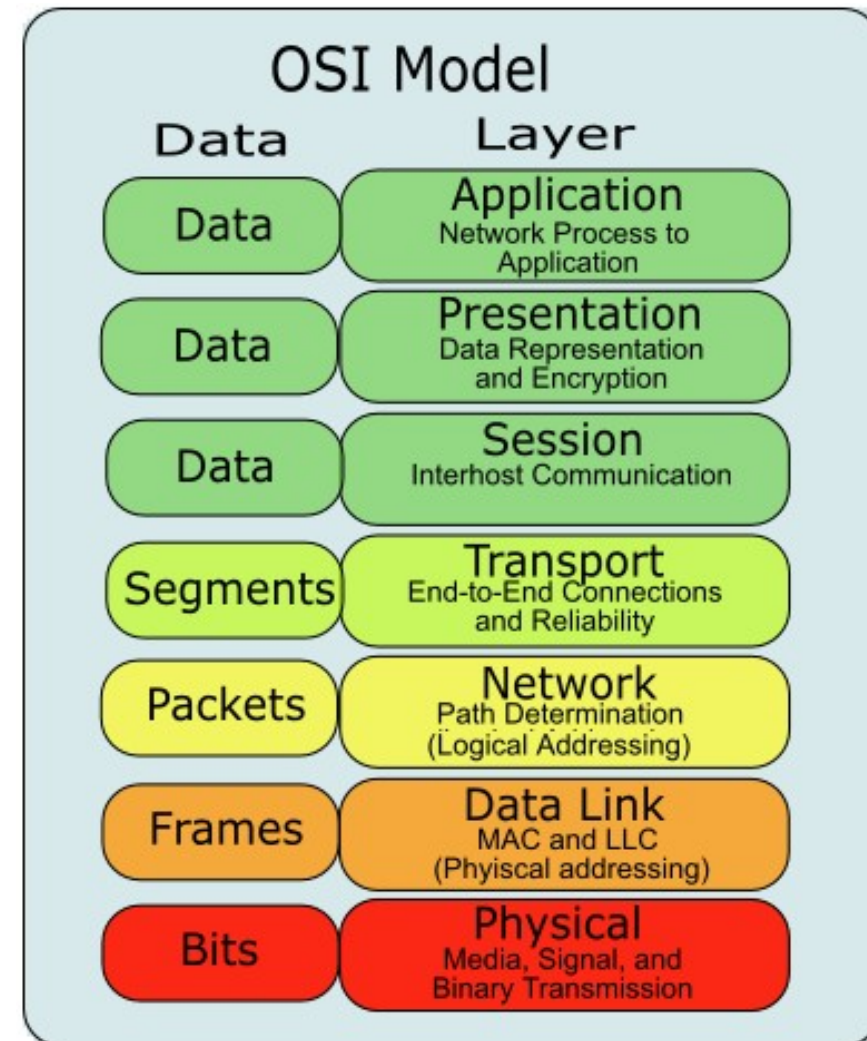 OSI Model
Data Layer
Data
Application
Network Process to
Application
Data
Presentation
Data Representation
and Encryption
Data
Session
Interhost Communication
Segments
Transport
End-to-End Connections
and Reliability
Packets
Network
Path Determination
(Logical Addressing)
Frames
Data Link
MAC and LLC
(Phyiscal addressing)
Bits
Physical
Media, Signal, and
Binary Transmission